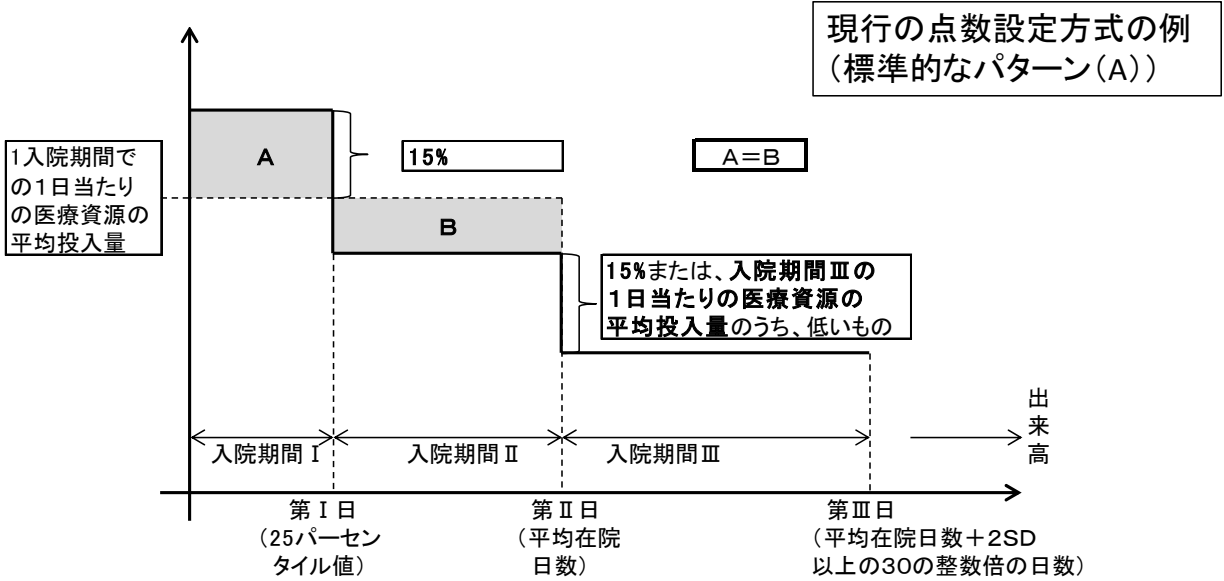 現行の点数設定方式の例
（標準的なパターン（A））
1入院期間で
の1日当たり
の医療資源の
平均投入量
A
15%
A＝B
B
15%または、入院期間Ⅲの
1日当たりの医療資源の
平均投入量のうち、低いもの
出
来
高
入院期間Ⅰ
入院期間Ⅱ
入院期間Ⅲ
第Ⅰ日
（25パーセン
タイル値）
第Ⅱ日
（平均在院
日数）
第Ⅲ日
（平均在院日数＋2SD
以上の30の整数倍の日数）